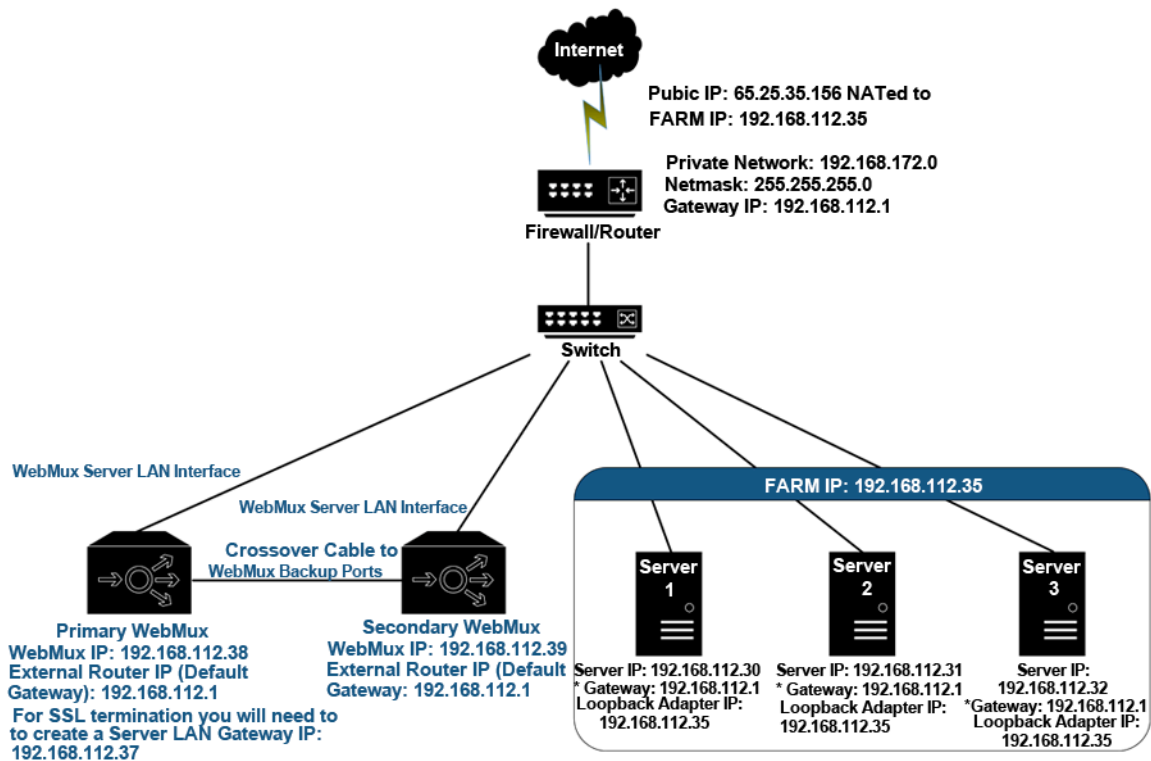 Internet
Pubic IP: 65.25.35.156 NATed to
FARM IP: 192.168.112.35
Private Network: 192.168.172.0
Netmask: 255.255.255.0
Gateway IP: 192.168.112.1
Firewall/Router
Switch
WebMux Server LAN Interface
WebMux Server LAN Interface
Crossover Cable to
WebMux Backup Ports
Primary WebMux
WebMux IP: 192.168.112.38
External Router IP (Default
Gateway): 192.168.112.1
For SSL termination you will need to
to create a Server LAN Gateway IP:
192.168.112.37
Secondary WebMux
WebMux IP: 192.168.112.39
External Router IP (Default
Gateway: 192.168.112.1
FARM IP: 192.168.112.35
Server
1
Server IP: 192.168.112.30
* Gateway: 192.168.112.1
Loopback Adapter IP:
192.168.112.35
Server
2
Server IP: 192.168.112.31
* Gateway: 192.168.112.1
Loopback Adapter IP:
192.168.112.35
Server
3
Server IP:
192.168.112.32
*Gateway: 192.168.112.1
Loopback Adapter IP:
192.168.112.35